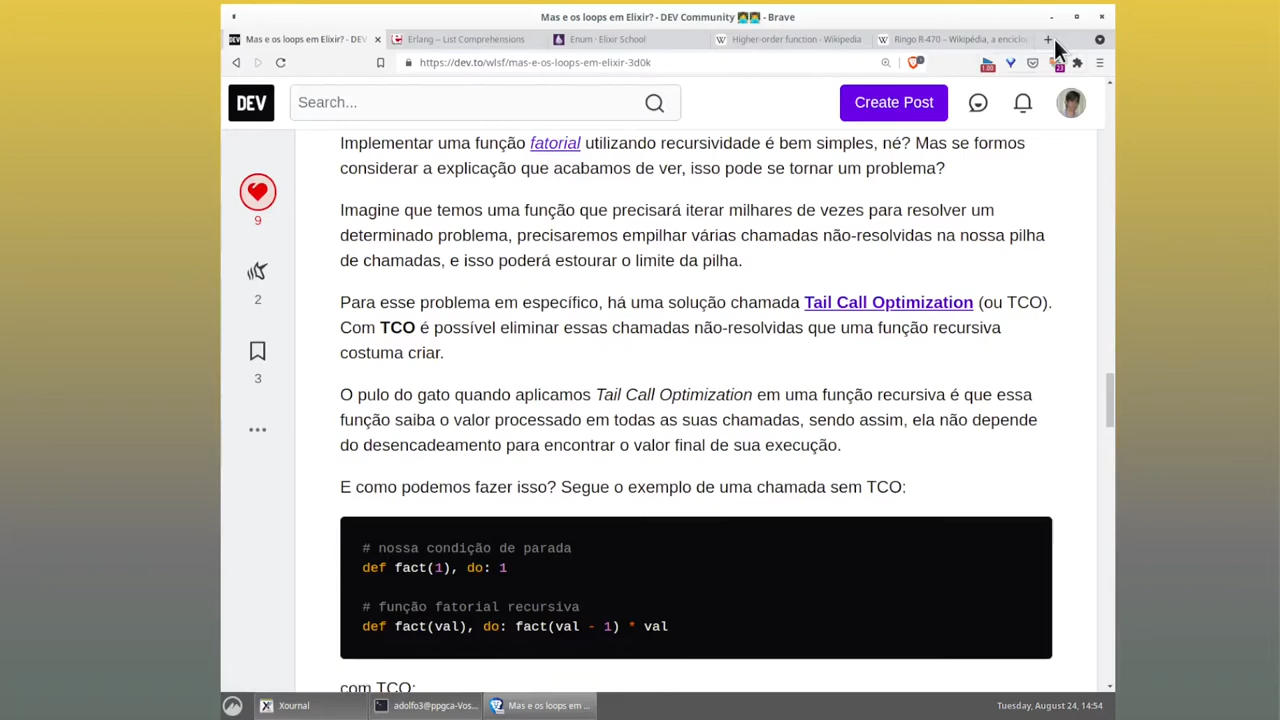 Mas e os loops em Elixir? - DEV Community - Brave
Mas e os loops em Elixir? - DEV
Erlang -- List Comprehensions
Enum · Elixir School
Higher-order function - Wikipedia
Ringo R-470 – Wikipédia, a enciclo
https://dev.to/wlsf/mas-e-os-loops-em-elixir-3d0k
1.00
23
DEV
Search...
Create Post
Implementar uma função fatorial utilizando recursividade é bem simples, né? Mas se formos
considerar a explicação que acabamos de ver, isso pode se tornar um problema?
Imagine que temos uma função que precisará iterar milhares de vezes para resolver um
determinado problema, precisaremos empilhar várias chamadas não-resolvidas na nossa pilha
de chamadas, e isso poderá estourar o limite da pilha.
Para esse problema em específico, há uma solução chamada Tail Call Optimization (ou TCO).
Com TCO é possível eliminar essas chamadas não-resolvidas que uma função recursiva
costuma criar.
O pulo do gato quando aplicamos Tail Call Optimization em uma função recursiva é que essa
função saiba o valor processado em todas as suas chamadas, sendo assim, ela não depende
do desencadeamento para encontrar o valor final de sua execução.
E como podemos fazer isso? Segue o exemplo de uma chamada sem TCO:
# nossa condição de parada
def fact(1), do: 1
# função fatorial recursiva
def fact(val), do: fact(val - 1) * val
com TCO:
9
2
3
Xournal
adolfo3@ppgca-Vos...
Mas e os loops em ...
Tuesday, August 24, 14:54